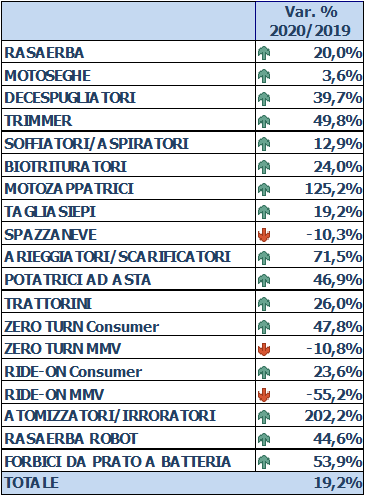 Var. %
2020/2019
RASAERBA 20,0%
MOTOSEGHE 3,6%
DECESPUGLIATORI 39,7%
TRIMMER 49,8%
SOFFIATORI/ASPIRATORI 12,9%
BIOTRITURATORI 24,0%
MOTOZAPPATRICI 125,2%
TAGLIASIEPI 19,2%
SPAZZANEVE -10,3%
ARIEGGIATORI/SCARIFICATORI 71,5%
POTATRICI AD ASTA 46,9%
TRATTORINI 26,0%
ZERO TURN Consumer 47,8%
ZERO TURN MMV -10,8%
RIDE-ON Consumer 23,6%
RIDE-ON MMV -55,2%
ATOMIZZATORI/IRRORATORI 202,2%
RASAERBA ROBOT 44,6%
FORBICI DA PRATO A BATTERIA 53,9%
TOTALE 19,2%